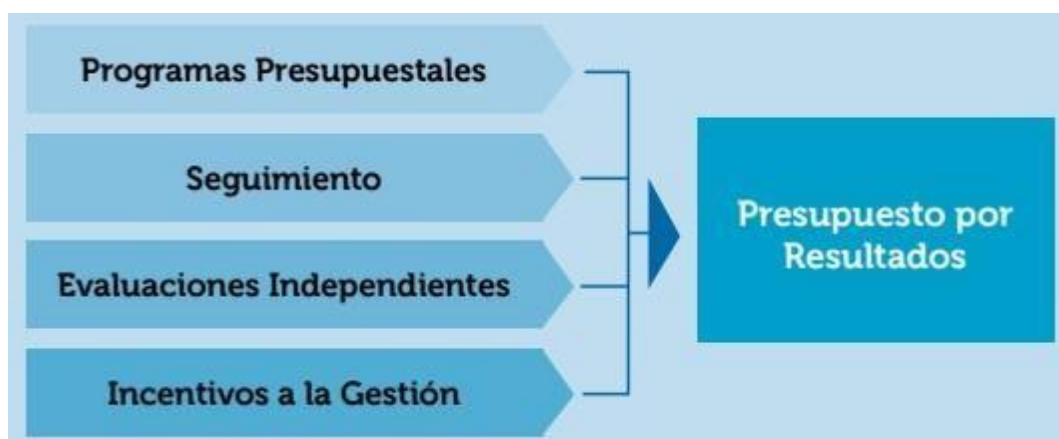 Programas Presupuestales
Seguimiento
Evaluaciones Independientes
Incentivos a la Gestión
Presupuesto por
Resultados